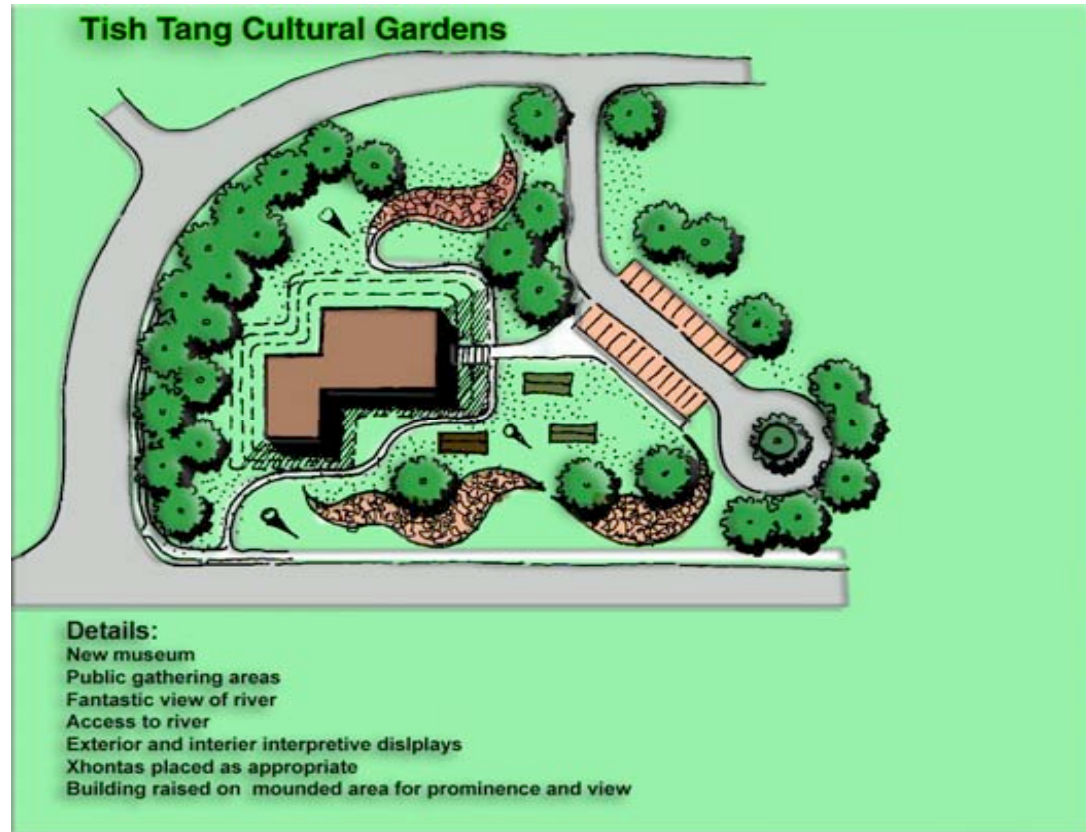 Tish Tang Cultural Gardens
Details:
New museum
Public gathering areas
Fantastic view of river
Access to river
Exterior and interier interpretive dislplays
Xhontas placed as appropriate
Building raised on mounded area for prominence and view